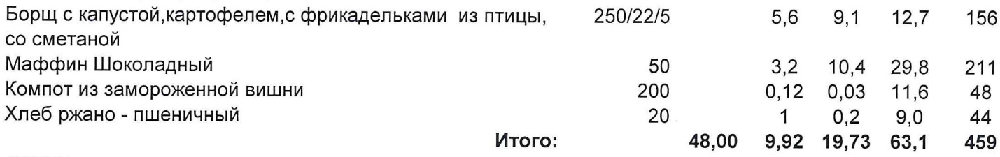 Борщ с капустой,картофелем,с фрикадельками из птицы, 250/22/5 5,6 9,1 12,7 156
со сметаной
Маффин Шоколадный 50 3,2 10,4 29,8 211
Компот из замороженной вишни 200 0,12 0,03 11,6 48
Хлеб ржано - пшеничный 20 1 0,2 9,0 44
Итого: 48,00 9,92 19,73 63,1 459